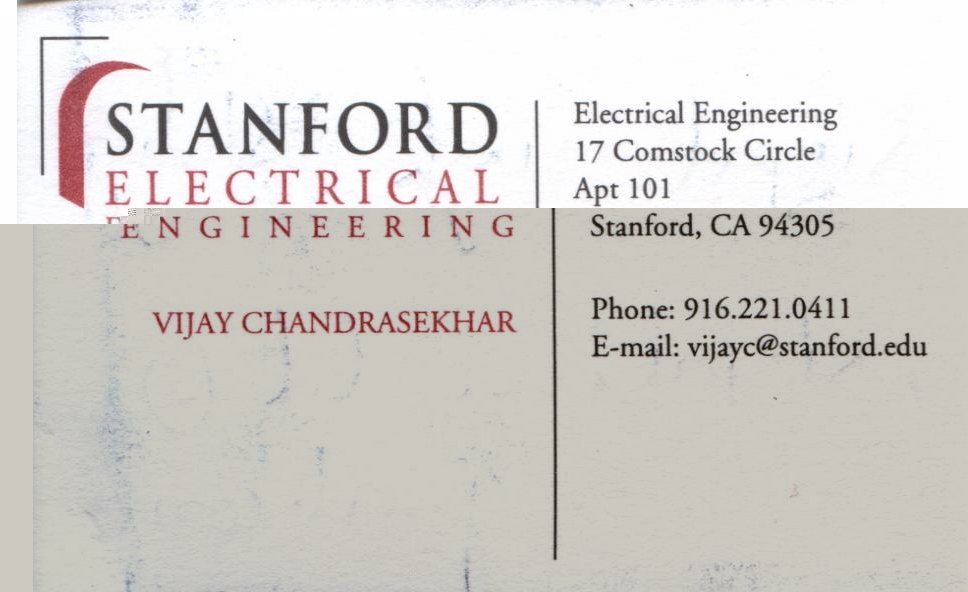 STANFORD
ELECTRICAL
ENGINEERING
VIJAY CHANDRASEKHAR
Electrical Engineering
17 Comstock Circle
Apt 101
Stanford, CA 94305
Phone: 916.221.0411
E-mail: vijayc@stanford.edu